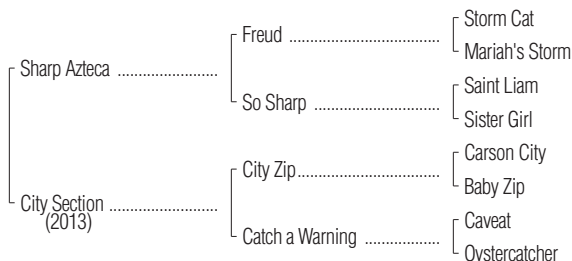 Storm Cat
Freud ........................................
Mariah's Storm
Sharp Azteca ..........................
Saint Liam
So Sharp ................................
Sister Girl
Carson City
City Zip.....................................
Baby Zip
City Section ............................
(2013)
Caveat
Catch a Warning ...................
Oystercatcher